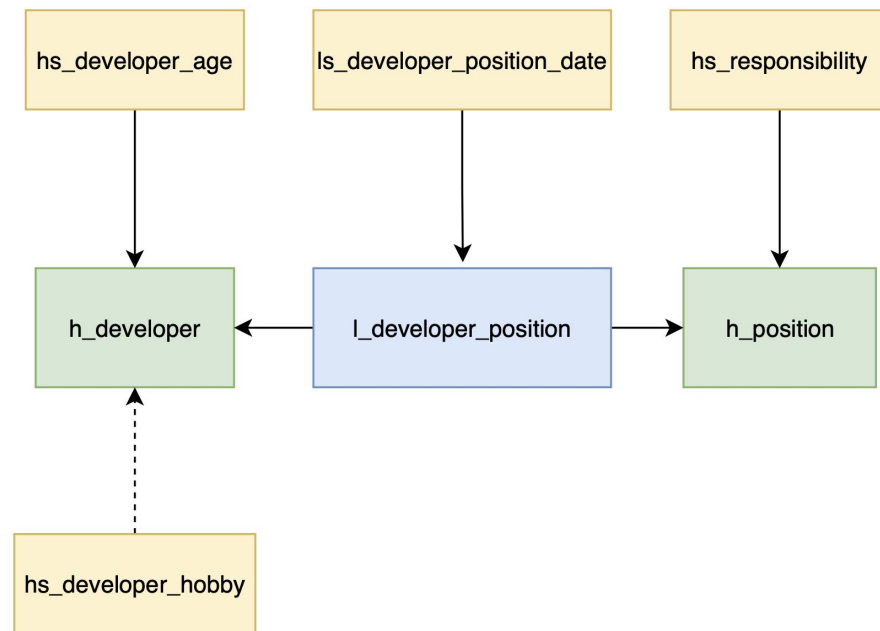 hs_developer_age
ls_developer_position_date
hs_responsibility
h_developer
l_developer_position
h_position
hs_developer_hobby